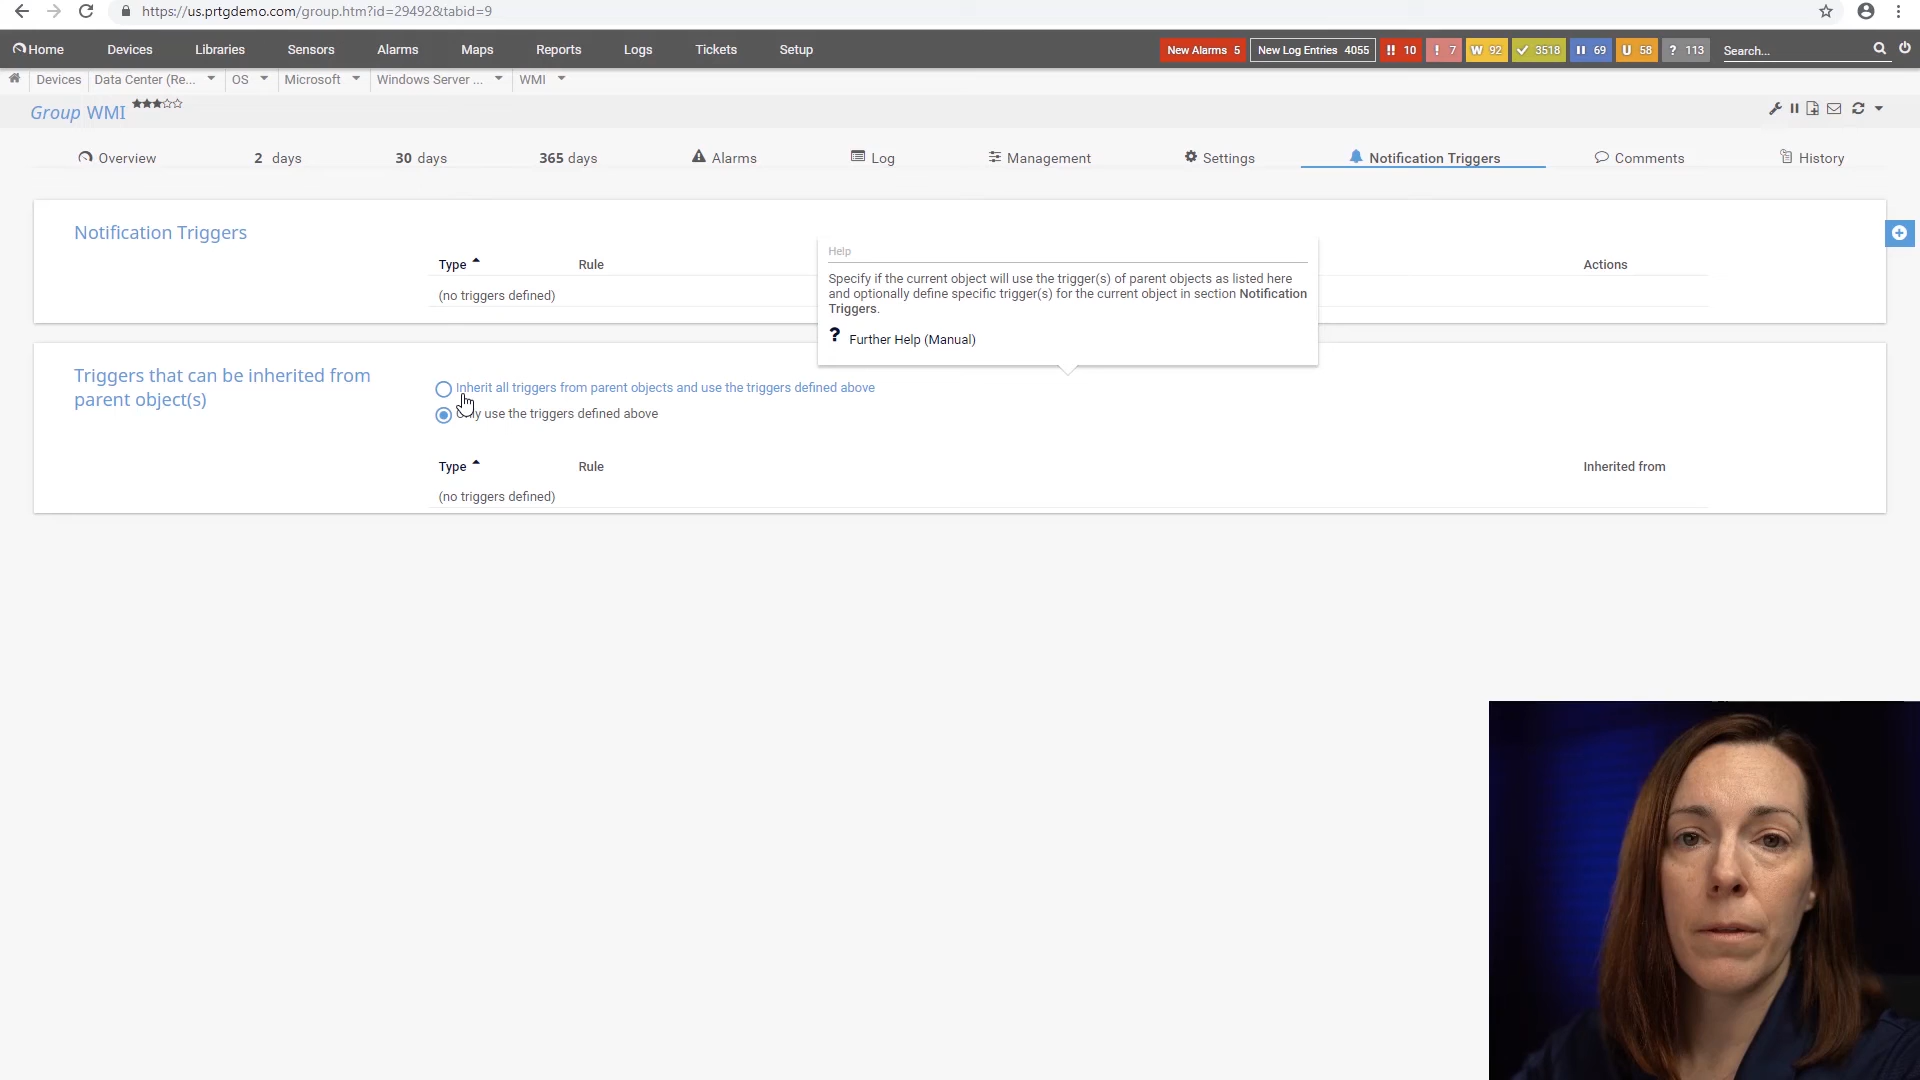 https://us.prtgdemo.com/group.htm?id=29492&tabid=9
Home Devices Libraries Sensors Alarms Maps Reports Logs Tickets Setup New Alarms 5 New Log Entries 4055 !! 10 ! 7 W 92 3518 69 U 58 ? 113 Search...
Devices Data Center (Re... OS Microsoft Windows Server ... WMI
Group WMI
Overview 2 days 30 days 365 days Alarms Log Management Settings Notification Triggers Comments History
Notification Triggers
Type Rule Actions
(no triggers defined)
Help
Specify if the current object will use the trigger(s) of parent objects as listed here
and optionally define specific trigger(s) for the current object in section Notification
Triggers.
? Further Help (Manual)
Triggers that can be inherited from
parent object(s)
Inherit all triggers from parent objects and use the triggers defined above
Only use the triggers defined above
Type Rule Inherited from
(no triggers defined)